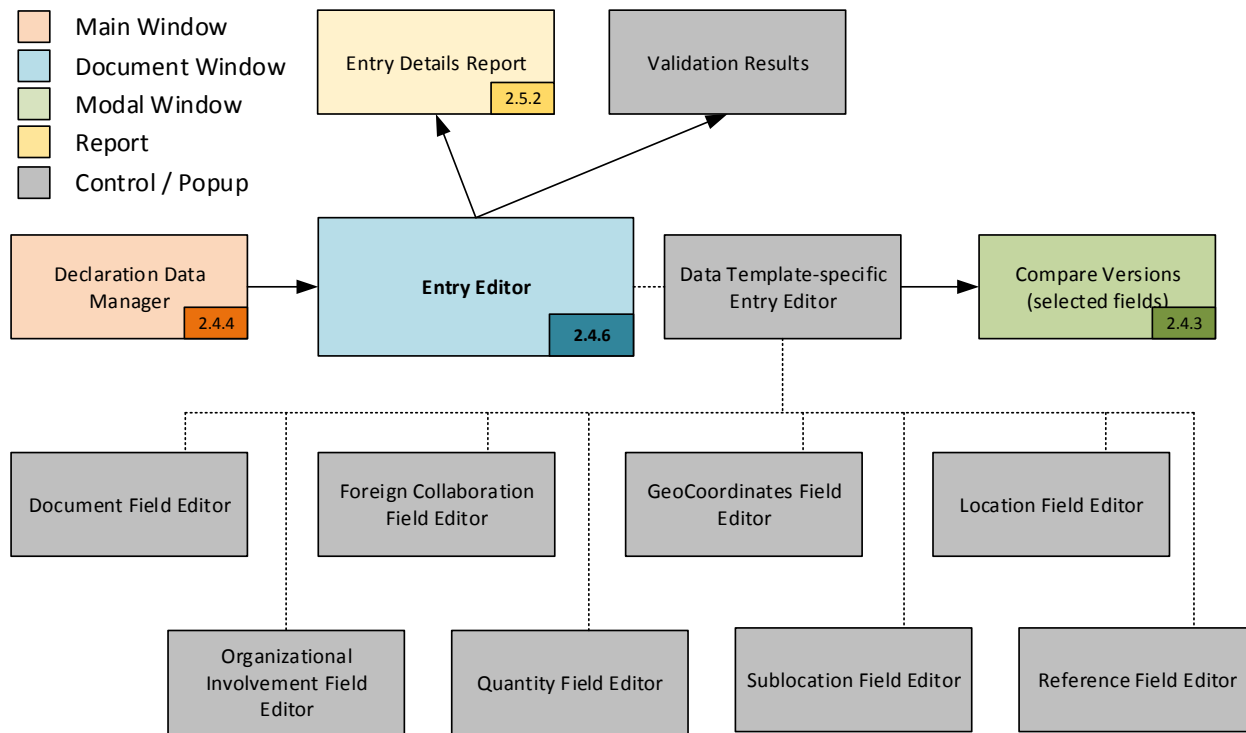 Main Window
Document Window
Modal Window
Report
Control / Popup
Entry Details Report
2.5.2
Validation Results
Declaration Data
Manager
2.4.4
Entry Editor
2.4.6
Data Template-specific
Entry Editor
Compare Versions
(selected fields)
2.4.3
Document Field Editor
Foreign Collaboration
Field Editor
GeoCoordinates Field
Editor
Location Field Editor
Organizational
Involvement Field
Editor
Quantity Field Editor
Sublocation Field Editor
Reference Field Editor